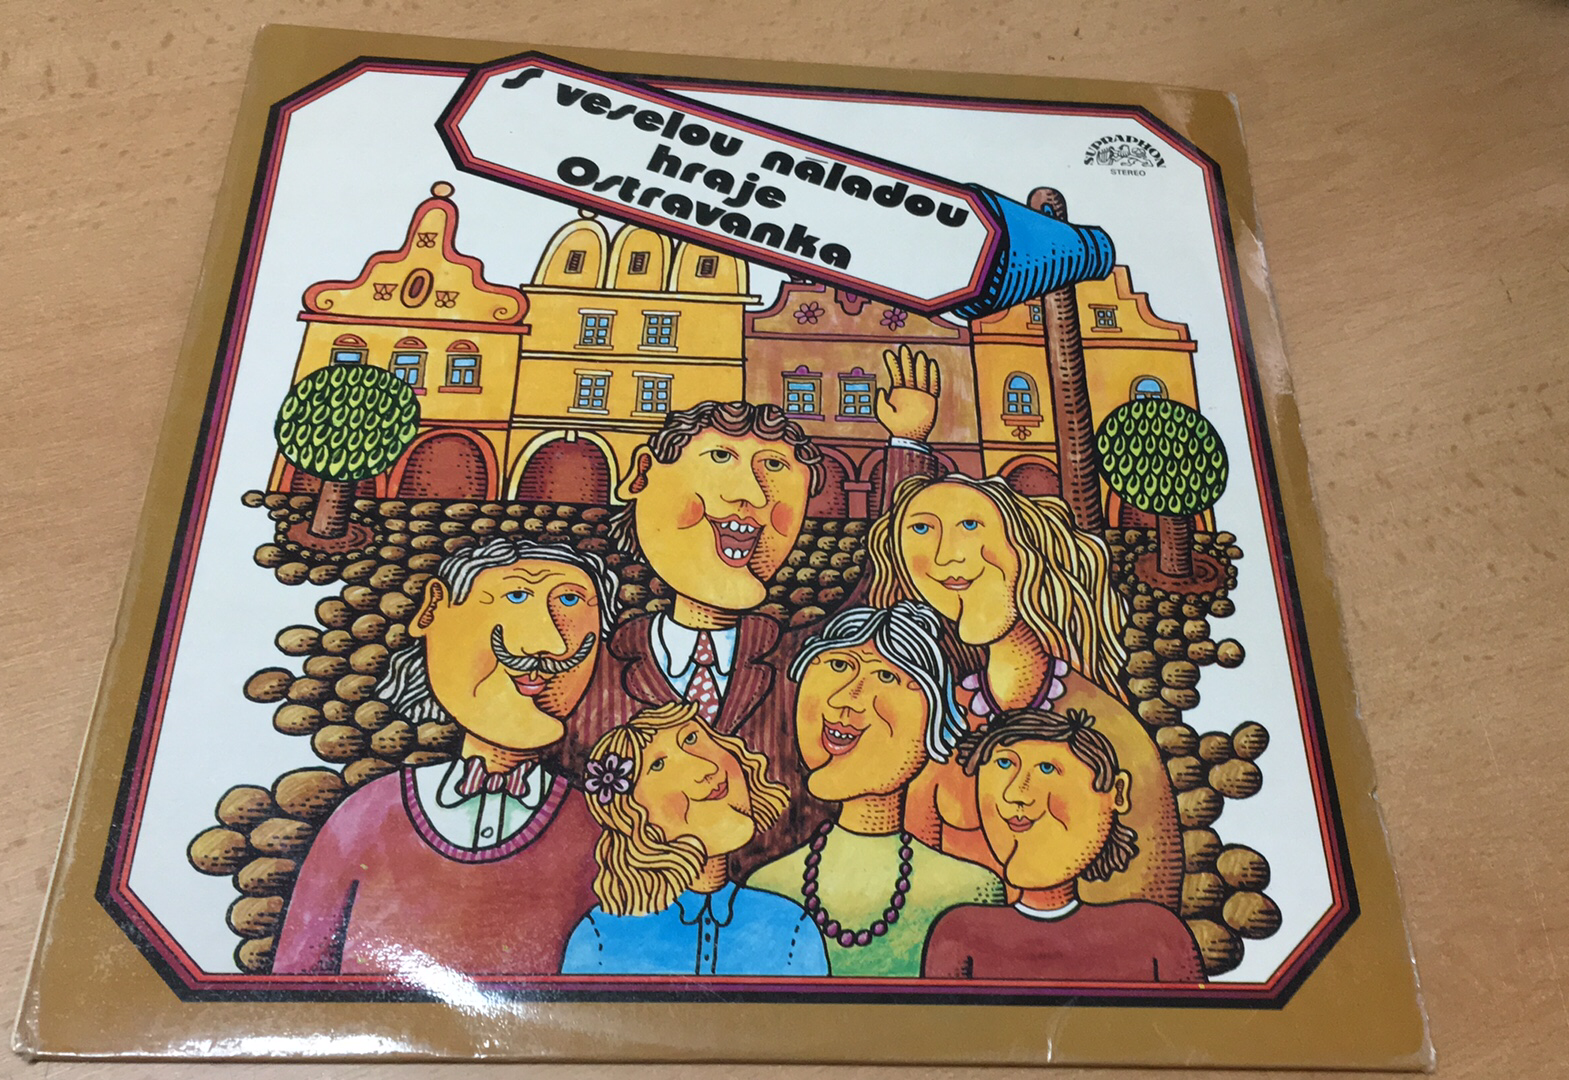 S veselou náladou
hraje
Ostravanka
SUPRAPHON
STEREO